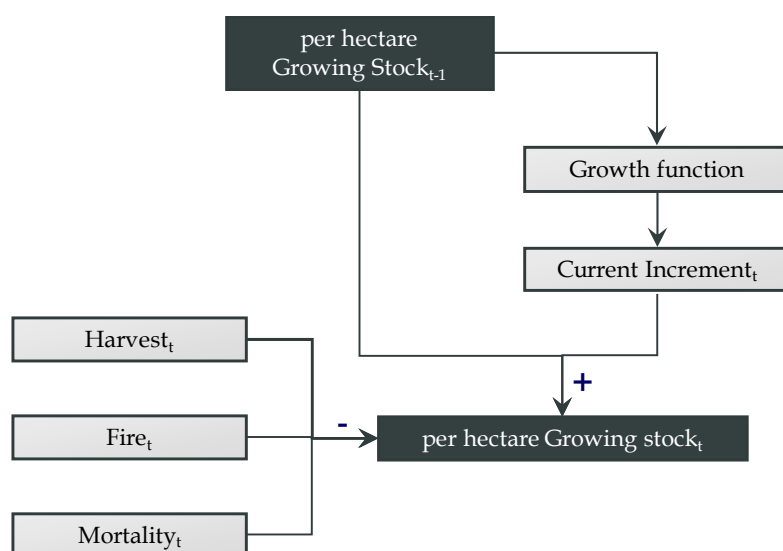 per hectare
Growing Stockt-1
Growth function
Current Incrementt
Harvestt
+
-
Firet
per hectare Growing stockt
Mortalityt